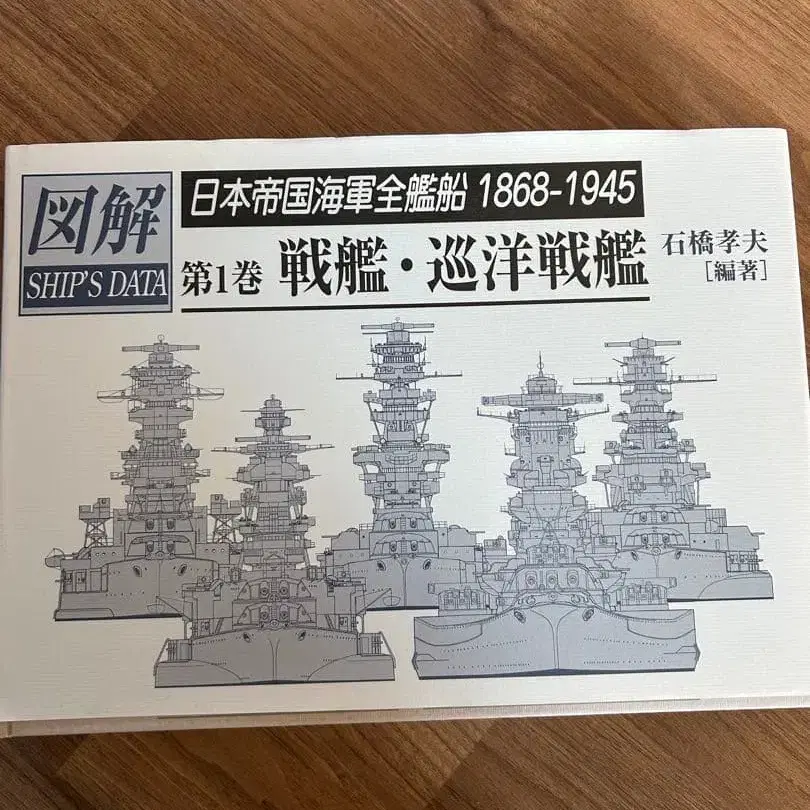 図解
SHIP'S DATA
日本帝国海軍全艦船 1868-1945
第1巻 戦艦・巡洋戦艦
石橋孝夫
[編著]